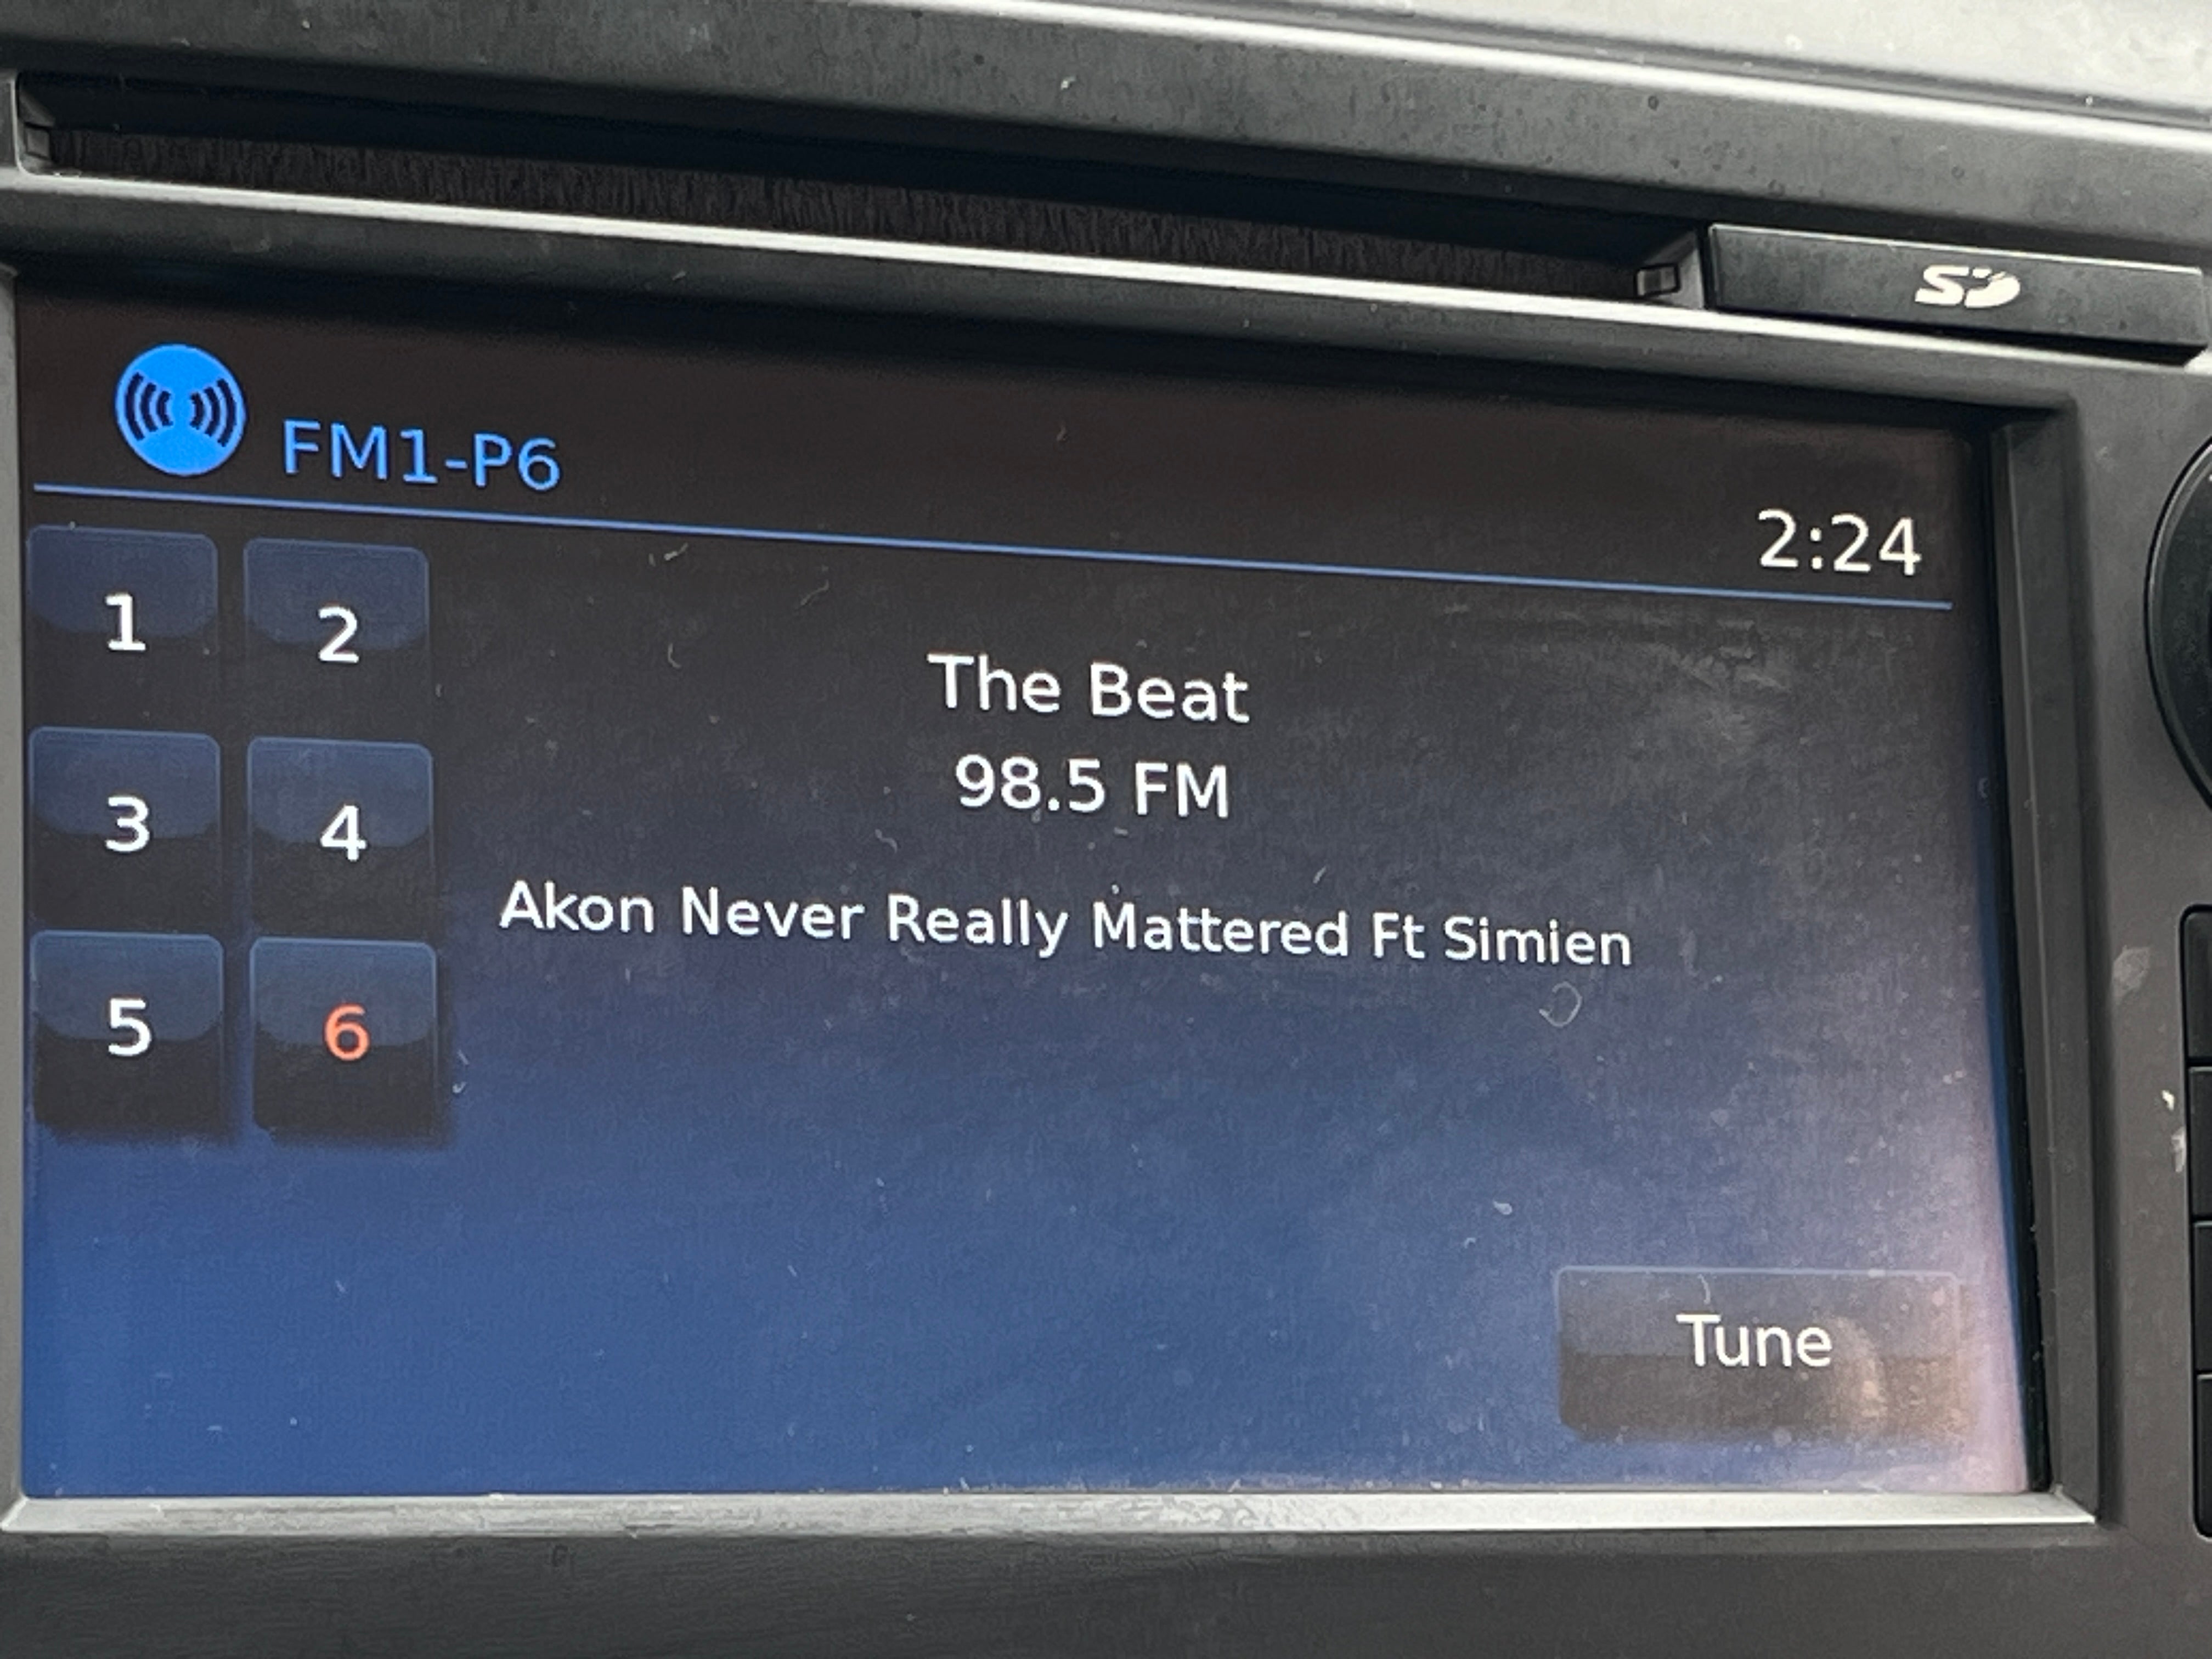 SD
FM1-P6
2:24
1 2
The Beat
98.5 FM
3 4
Akon Never Really Mattered Ft Simien
5 6
Tune